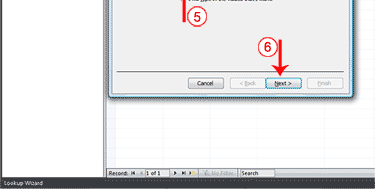 5
6
Cancel < Back Next > Finish
Record: 1 of 1 No Filter Search
Lookup Wizard